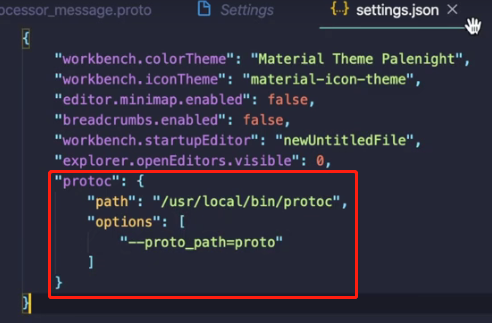 ocessor_message.proto Settings {..} settings.json ×
{
"workbench.colorTheme": "Material Theme Palenight",
"workbench.iconTheme": "material-icon-theme",
"editor.minimap.enabled": false,
"breadcrumbs.enabled": false,
"workbench.startupEditor": "newUntitledFile",
"explorer.openEditors.visible": 0,
"protoc": {
"path": "/usr/local/bin/protoc",
"options": [
"--proto_path=proto"
]
}
}